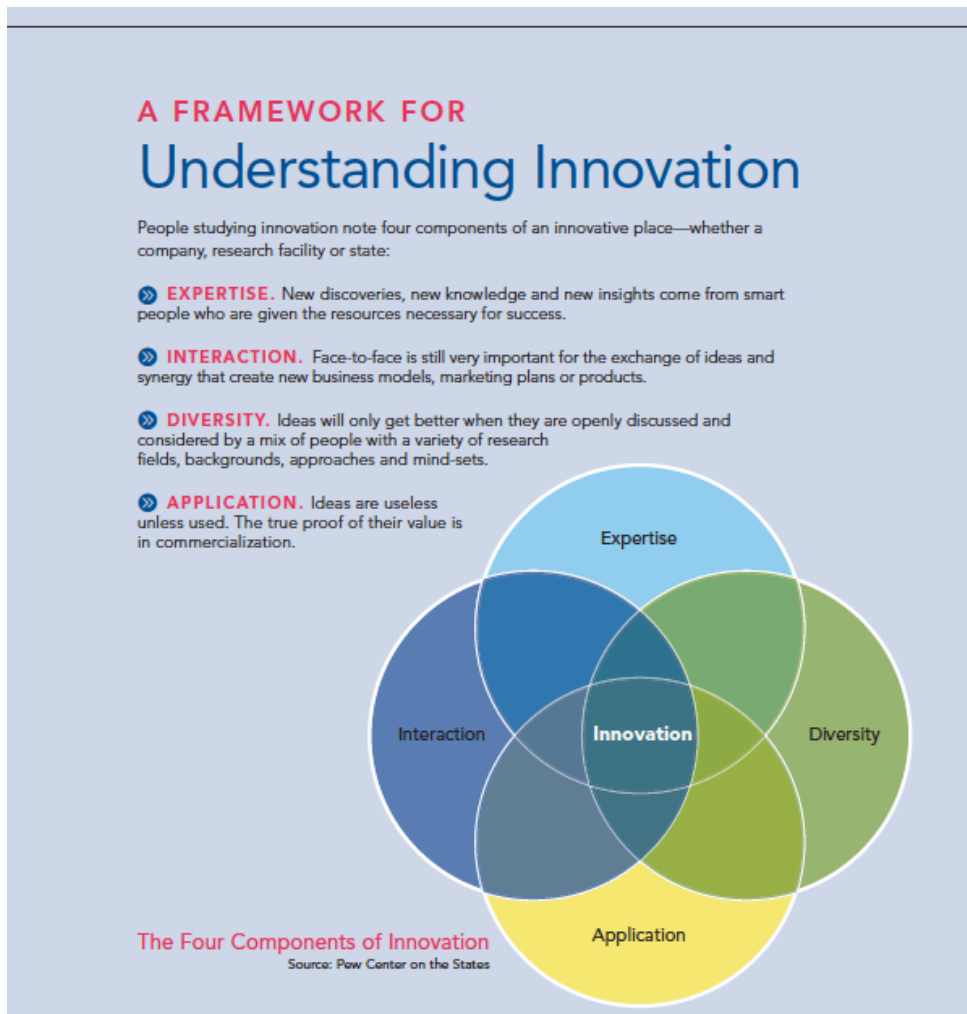 A FRAMEWORK FOR
Understanding Innovation
People studying innovation note four components of an innovative place—whether a
company, research facility or state:
EXPERTISE. New discoveries, new knowledge and new insights come from smart
people who are given the resources necessary for success.
INTERACTION. Face-to-face is still very important for the exchange of ideas and
synergy that create new business models, marketing plans or products.
DIVERSITY. Ideas will only get better when they are openly discussed and
considered by a mix of people with a variety of research
fields, backgrounds, approaches and mind-sets.
APPLICATION. Ideas are useless
unless used. The true proof of their value is
in commercialization.
Expertise
Interaction
Innovation
Diversity
Application
The Four Components of Innovation
Source: Pew Center on the States